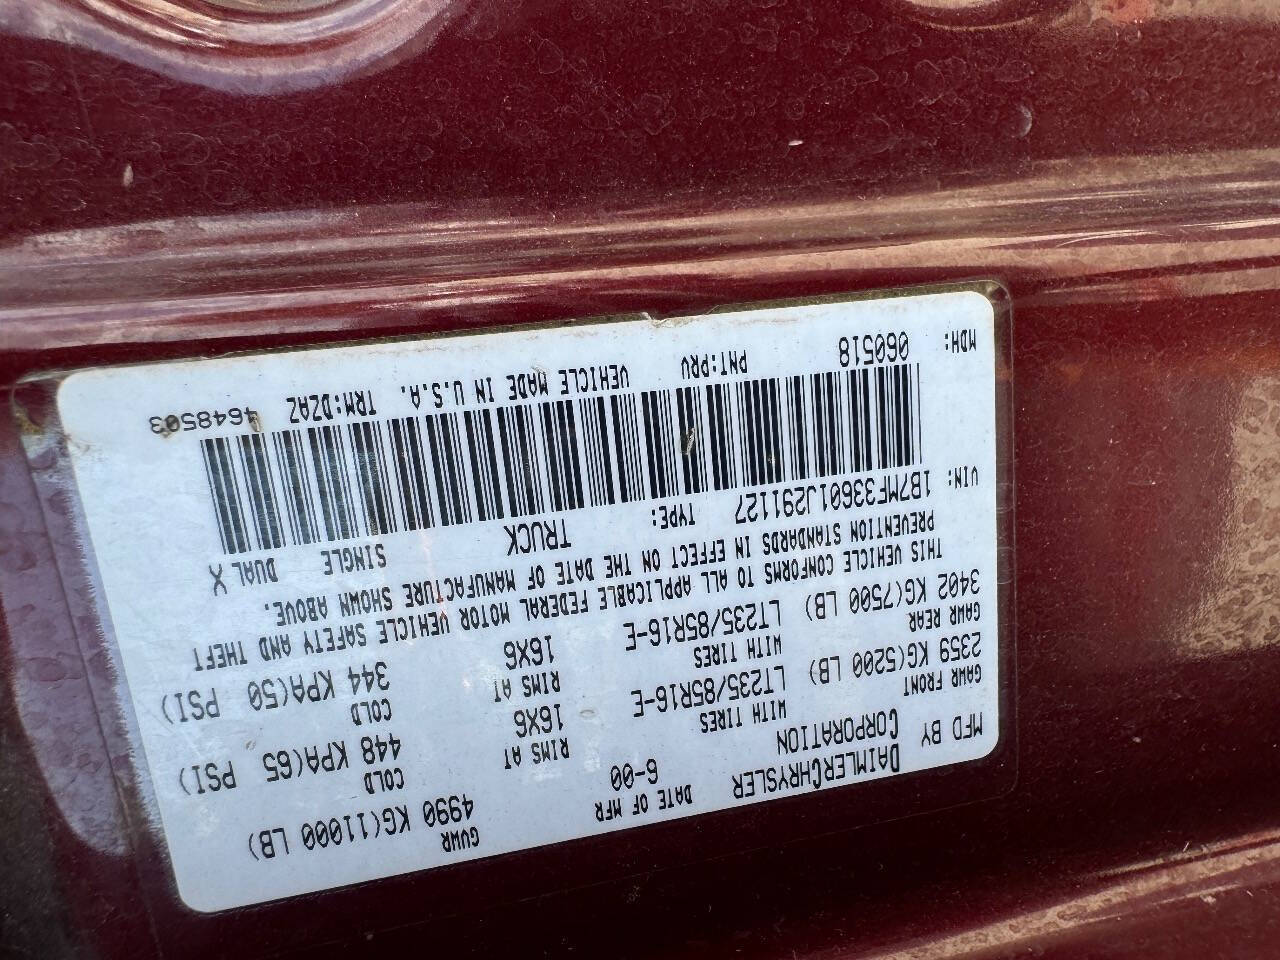 MFD BY DAIMLERCHRYSLER CORPORATION DATE OF MFR 6-00 GVWR 4990 KG(11000 LB)
GAWR FRONT WITH TIRES RIMS AT COLD
2359 KG(5200 LB) LT235/85R16-E 16X6 448 KPA(65 PSI)
GAWR REAR WITH TIRES RIMS AT COLD
3402 KG(7500 LB) LT235/85R16-E 16X6 344 KPA(50 PSI)
THIS VEHICLE CONFORMS TO ALL APPLICABLE FEDERAL MOTOR VEHICLE SAFETY AND THEFT
PREVENTION STANDARDS IN EFFECT ON THE DATE OF MANUFACTURE SHOWN ABOVE.
VIN: 1B7MF33601J291127 TYPE: TRUCK SINGLE DUAL X
MDH: 060518 PNT:PRV VEHICLE MADE IN U.S.A. TRM:DZAZ 4648503